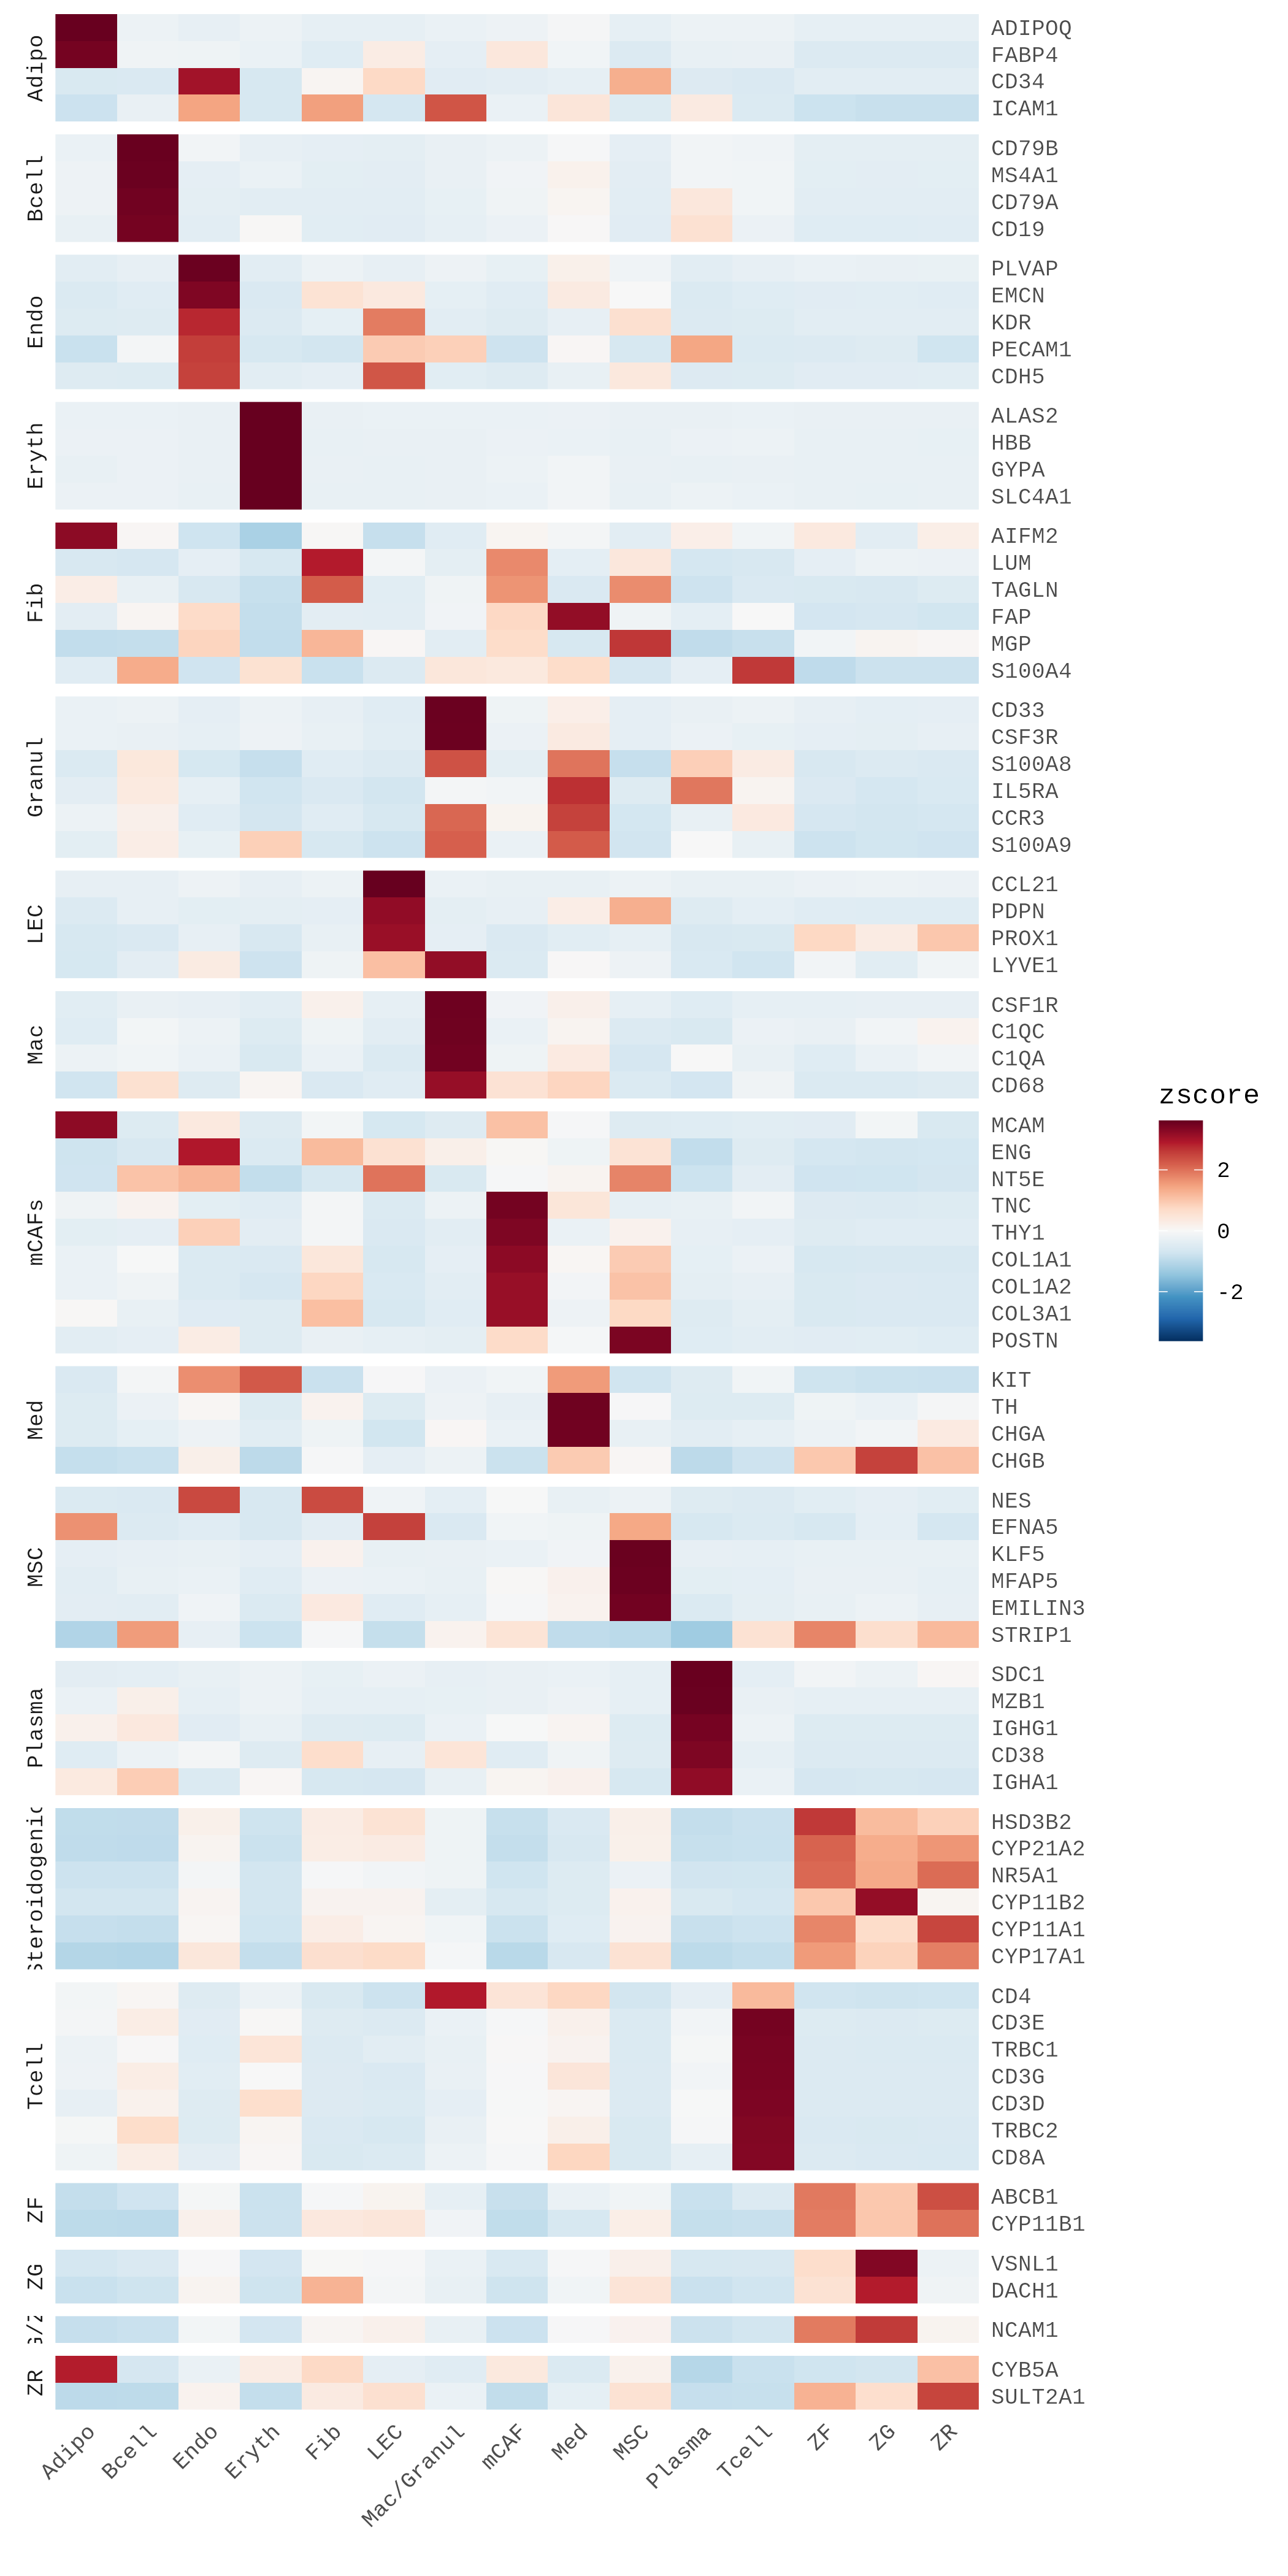 Adipo
ADIPOQ
FABP4
CD34
ICAM1
Bcell
CD79B
MS4A1
CD79A
CD19
Endo
PLVAP
EMCN
KDR
PECAM1
CDH5
Eryth
ALAS2
HBB
GYPA
SLC4A1
Fib
AIFM2
LUM
TAGLN
FAP
MGP
S100A4
Granul
CD33
CSF3R
S100A8
IL5RA
CCR3
S100A9
LEC
CCL21
PDPN
PROX1
LYVE1
Mac
CSF1R
C1QC
C1QA
CD68
mCAFs
MCAM
ENG
NT5E
TNC
THY1
COL1A1
COL1A2
COL3A1
POSTN
Med
KIT
TH
CHGA
CHGB
MSC
NES
EFNA5
KLF5
MFAP5
EMILIN3
STRIP1
Plasma
SDC1
MZB1
IGHG1
CD38
IGHA1
Steroidogenic
HSD3B2
CYP21A2
NR5A1
CYP11B2
CYP11A1
CYP17A1
Tcell
CD4
CD3E
TRBC1
CD3G
CD3D
TRBC2
CD8A
ZF
ABCB1
CYP11B1
ZG
VSNL1
DACH1
NCAM1
ZR
CYB5A
SULT2A1
Adipo
Bcell
Endo
Eryth
Fib
LEC
Mac/Granul
mCAF
Med
MSC
Plasma
Tcell
ZF
ZG
ZR
zscore
2
0
-2